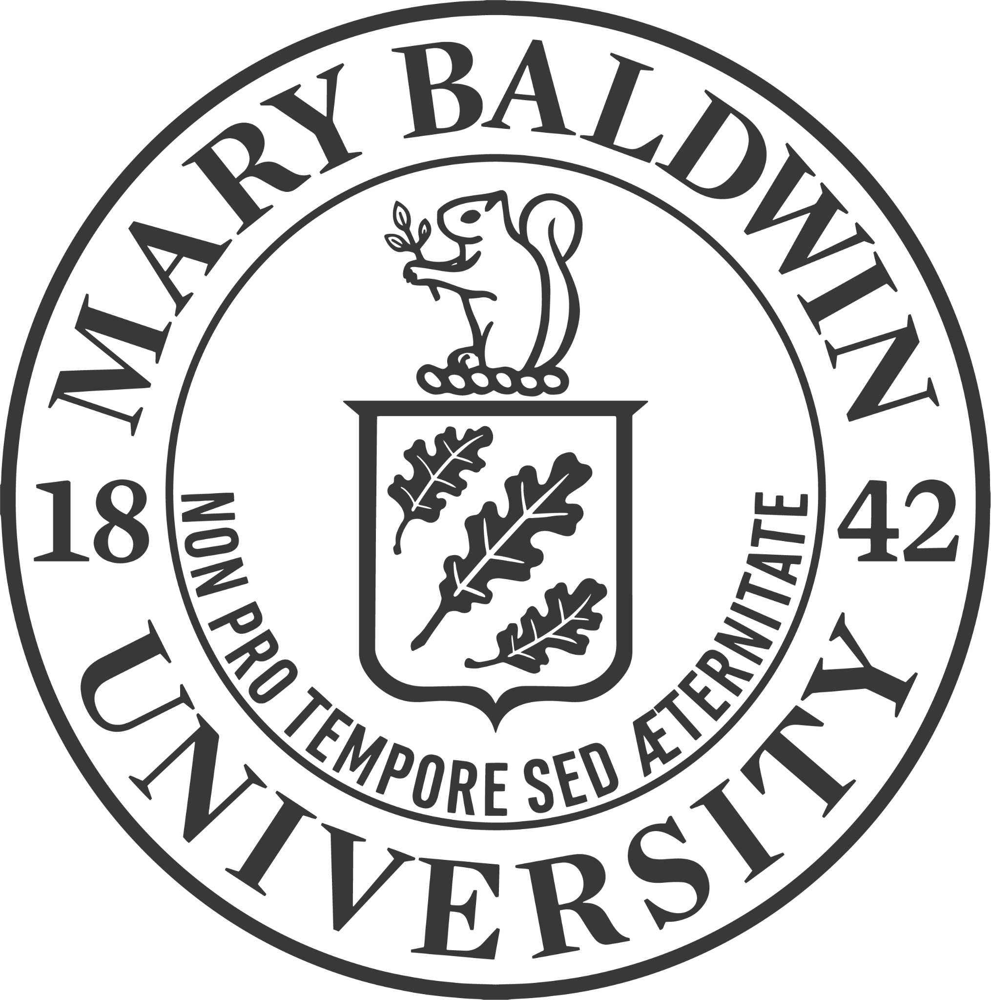 MARY BALDWIN
18 42
NON PRO TEMPORE SED ÆTERNITATE
UNIVERSITY